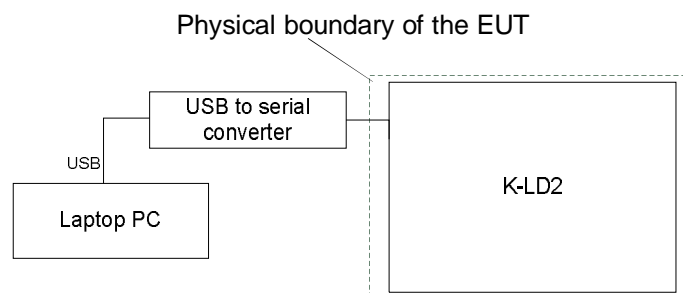 Physical boundary of the EUT
USB to serial
converter
USB
Laptop PC
K-LD2